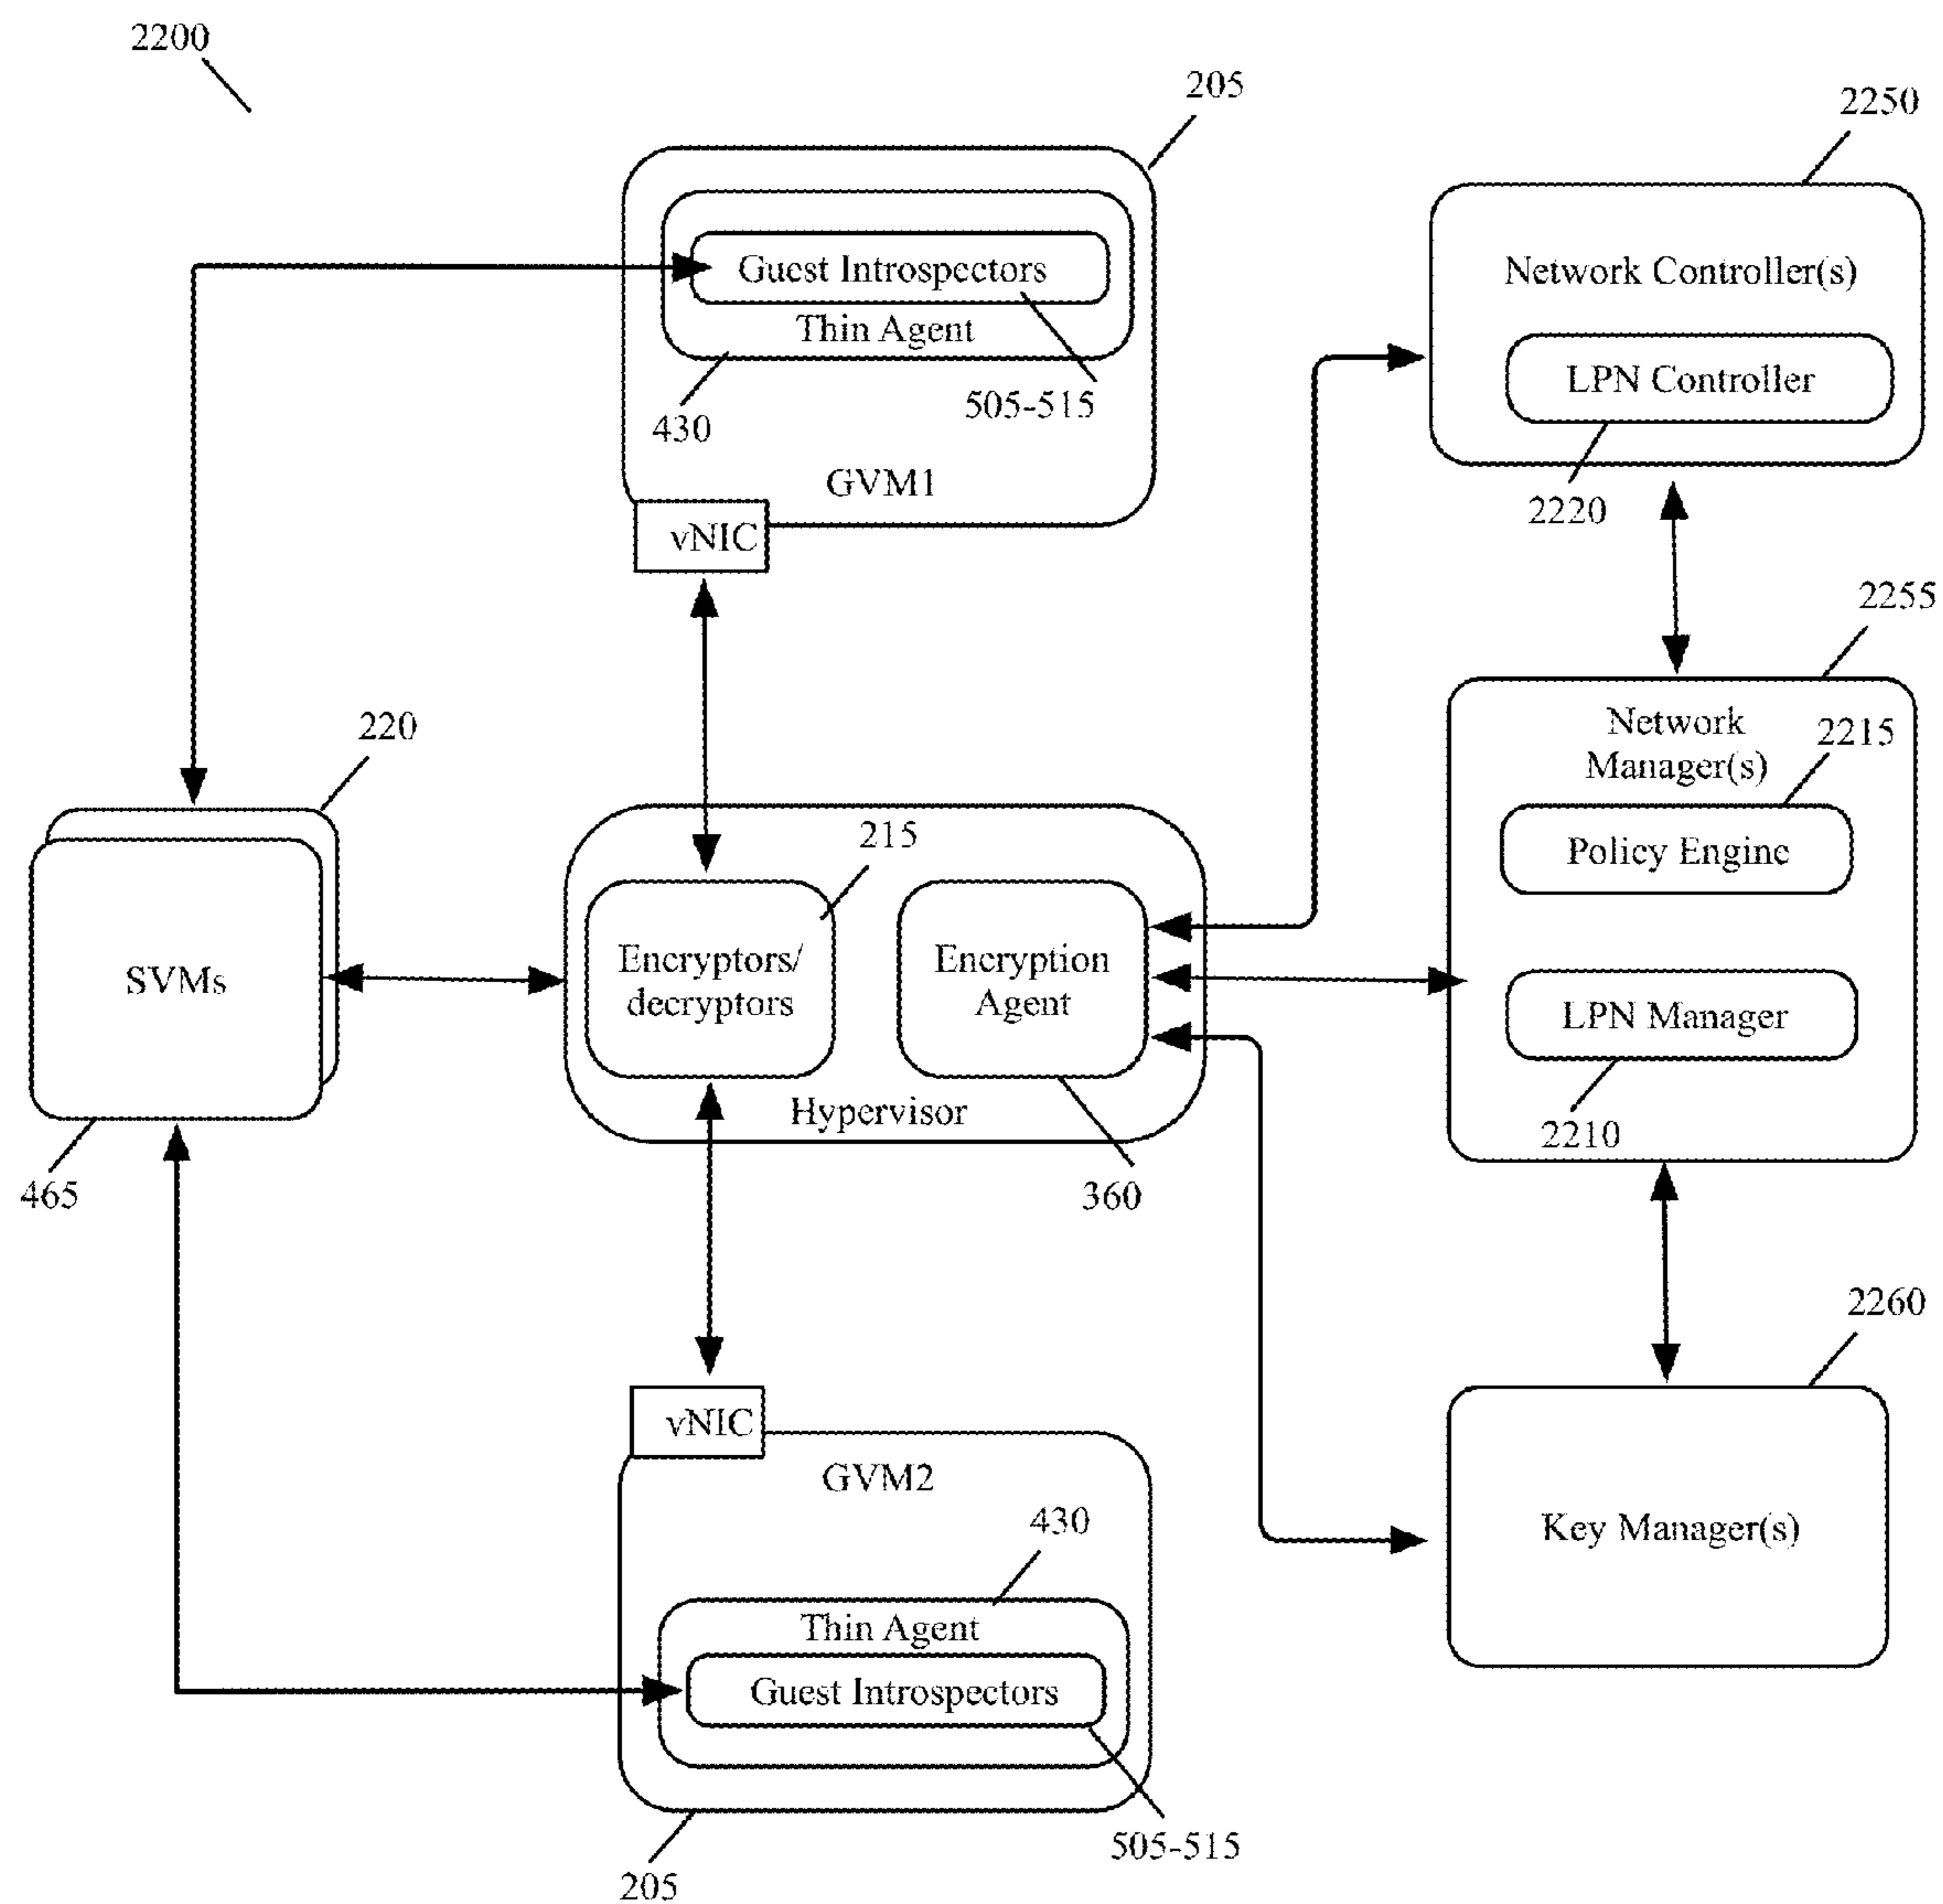 2200
205
2250
Guest Introspectors
Thin Agent
505-515
430
GVM1
vNIC
Network Controller(s)
LPN Controller
2220
2255
220
Network
Manager(s)
2215
Policy Engine
LPN Manager
2210
215
SVMs
465
Encryptors/
decryptors
Encryption
Agent
Hypervisor
360
2260
vNIC
GVM2
430
Thin Agent
Guest Introspectors
505-515
205
Key Manager(s)